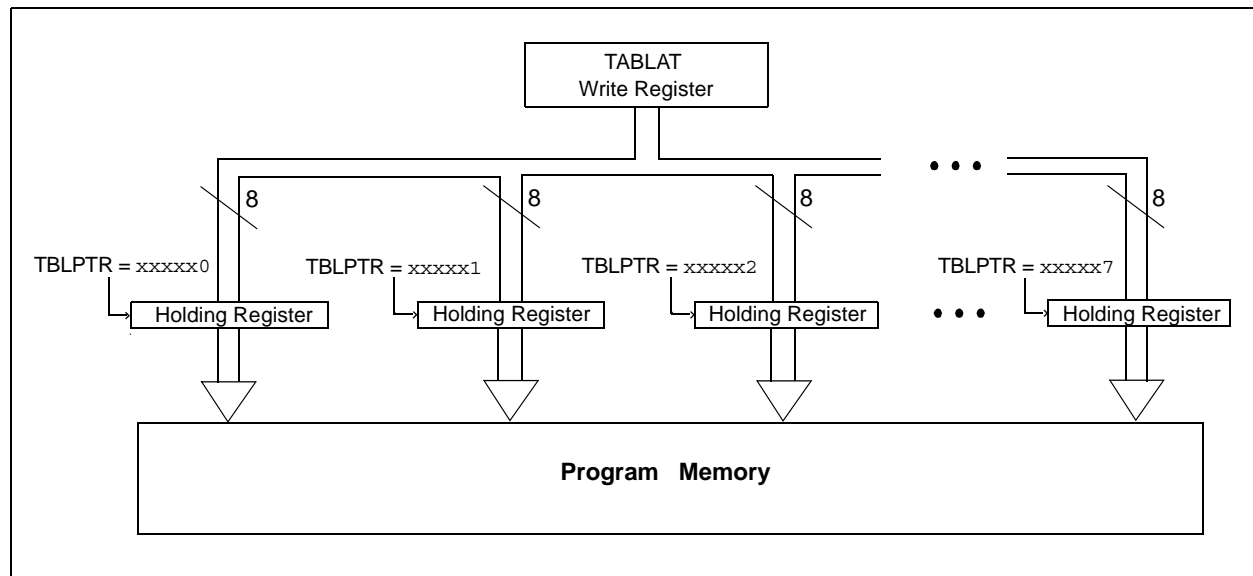 TABLAT
Write Register
8
8
8
8
TBLPTR = xxxxx0
TBLPTR = xxxxx1
TBLPTR = xxxxx2
TBLPTR = xxxxx7
Holding Register
Holding Register
Holding Register
Holding Register
Program Memory